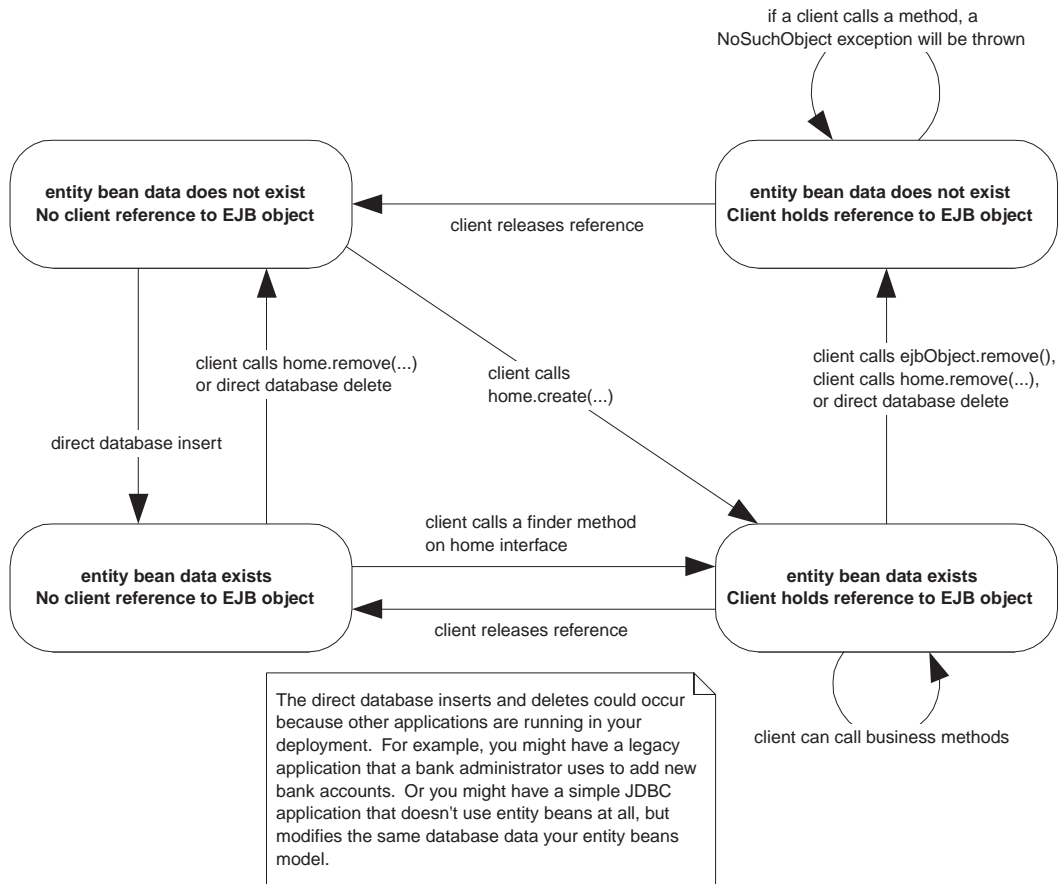 if a client calls a method, a
NoSuchObject exception will be thrown
entity bean data does not exist
No client reference to EJB object
entity bean data does not exist
Client holds reference to EJB object
client releases reference
client calls home.remove(...)
or direct database delete
client calls
home.create(...)
client calls ejbObject.remove(),
client calls home.remove(...),
or direct database delete
direct database insert
client calls a finder method
on home interface
entity bean data exists
No client reference to EJB object
entity bean data exists
Client holds reference to EJB object
client releases reference
The direct database inserts and deletes could occur
because other applications are running in your
deployment.  For example, you might have a legacy
application that a bank administrator uses to add new
bank accounts.  Or you might have a simple JDBC
application that doesn't use entity beans at all, but
modifies the same database data your entity beans
model.
client can call business methods